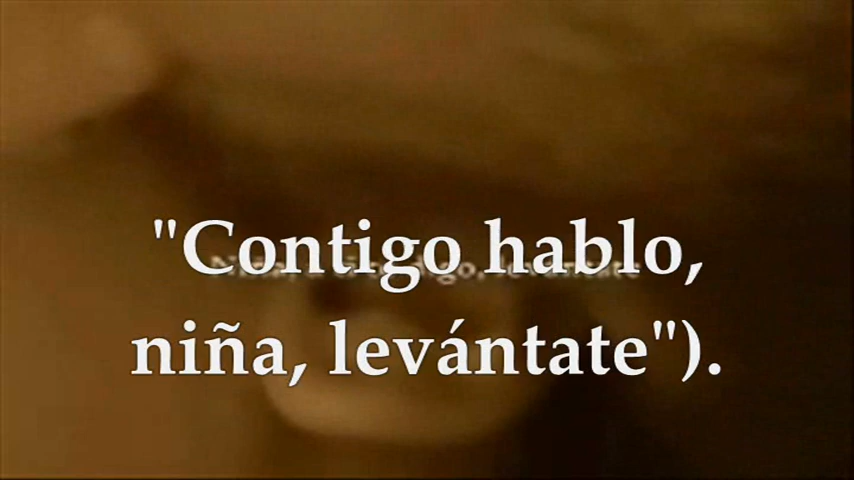 "Contigo hablo,
niña, levántate").